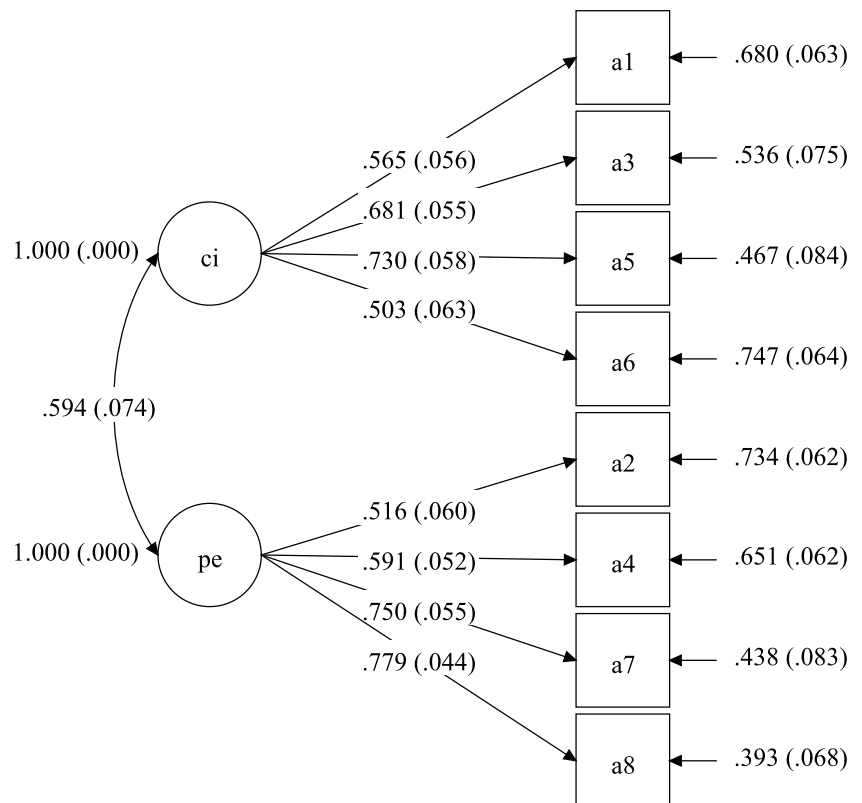 a1
.680 (.063)
.565 (.056)
a3
.536 (.075)
.681 (.055)
1.000 (.000)
ci
.730 (.058)
a5
.467 (.084)
.503 (.063)
a6
.747 (.064)
.594 (.074)
a2
.734 (.062)
.516 (.060)
1.000 (.000)
pe
.591 (.052)
a4
.651 (.062)
.750 (.055)
a7
.438 (.083)
.779 (.044)
a8
.393 (.068)